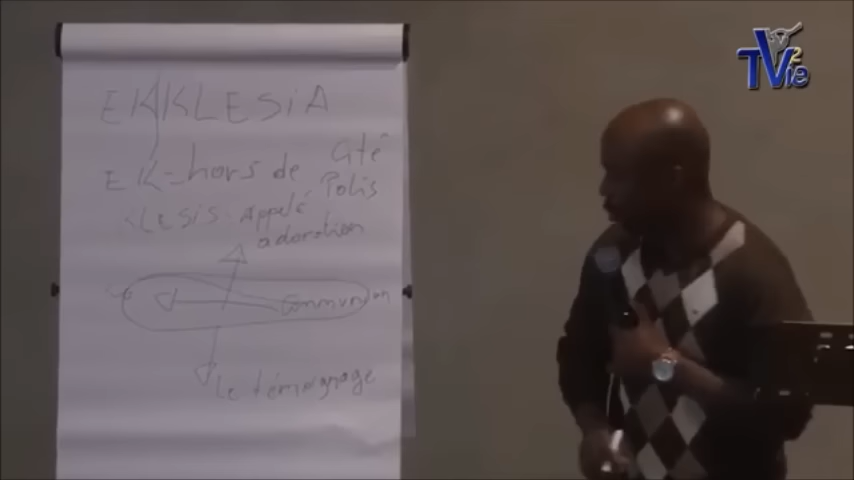 EKKLESiA
EK-hors de Cité
Polis
KLESIS Appelé
adoration
Communion
Le témoignage
TV2Vie